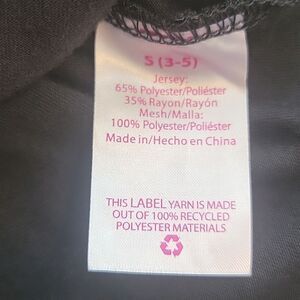 S (3-5)
Jersey:
65% Polyester/Poliéster
35% Rayon/Rayón
Mesh/Malla:
100% Polyester/Poliéster
Made in/Hecho en China
THIS LABEL YARN IS MADE
OUT OF 100% RECYCLED
POLYESTER MATERIALS